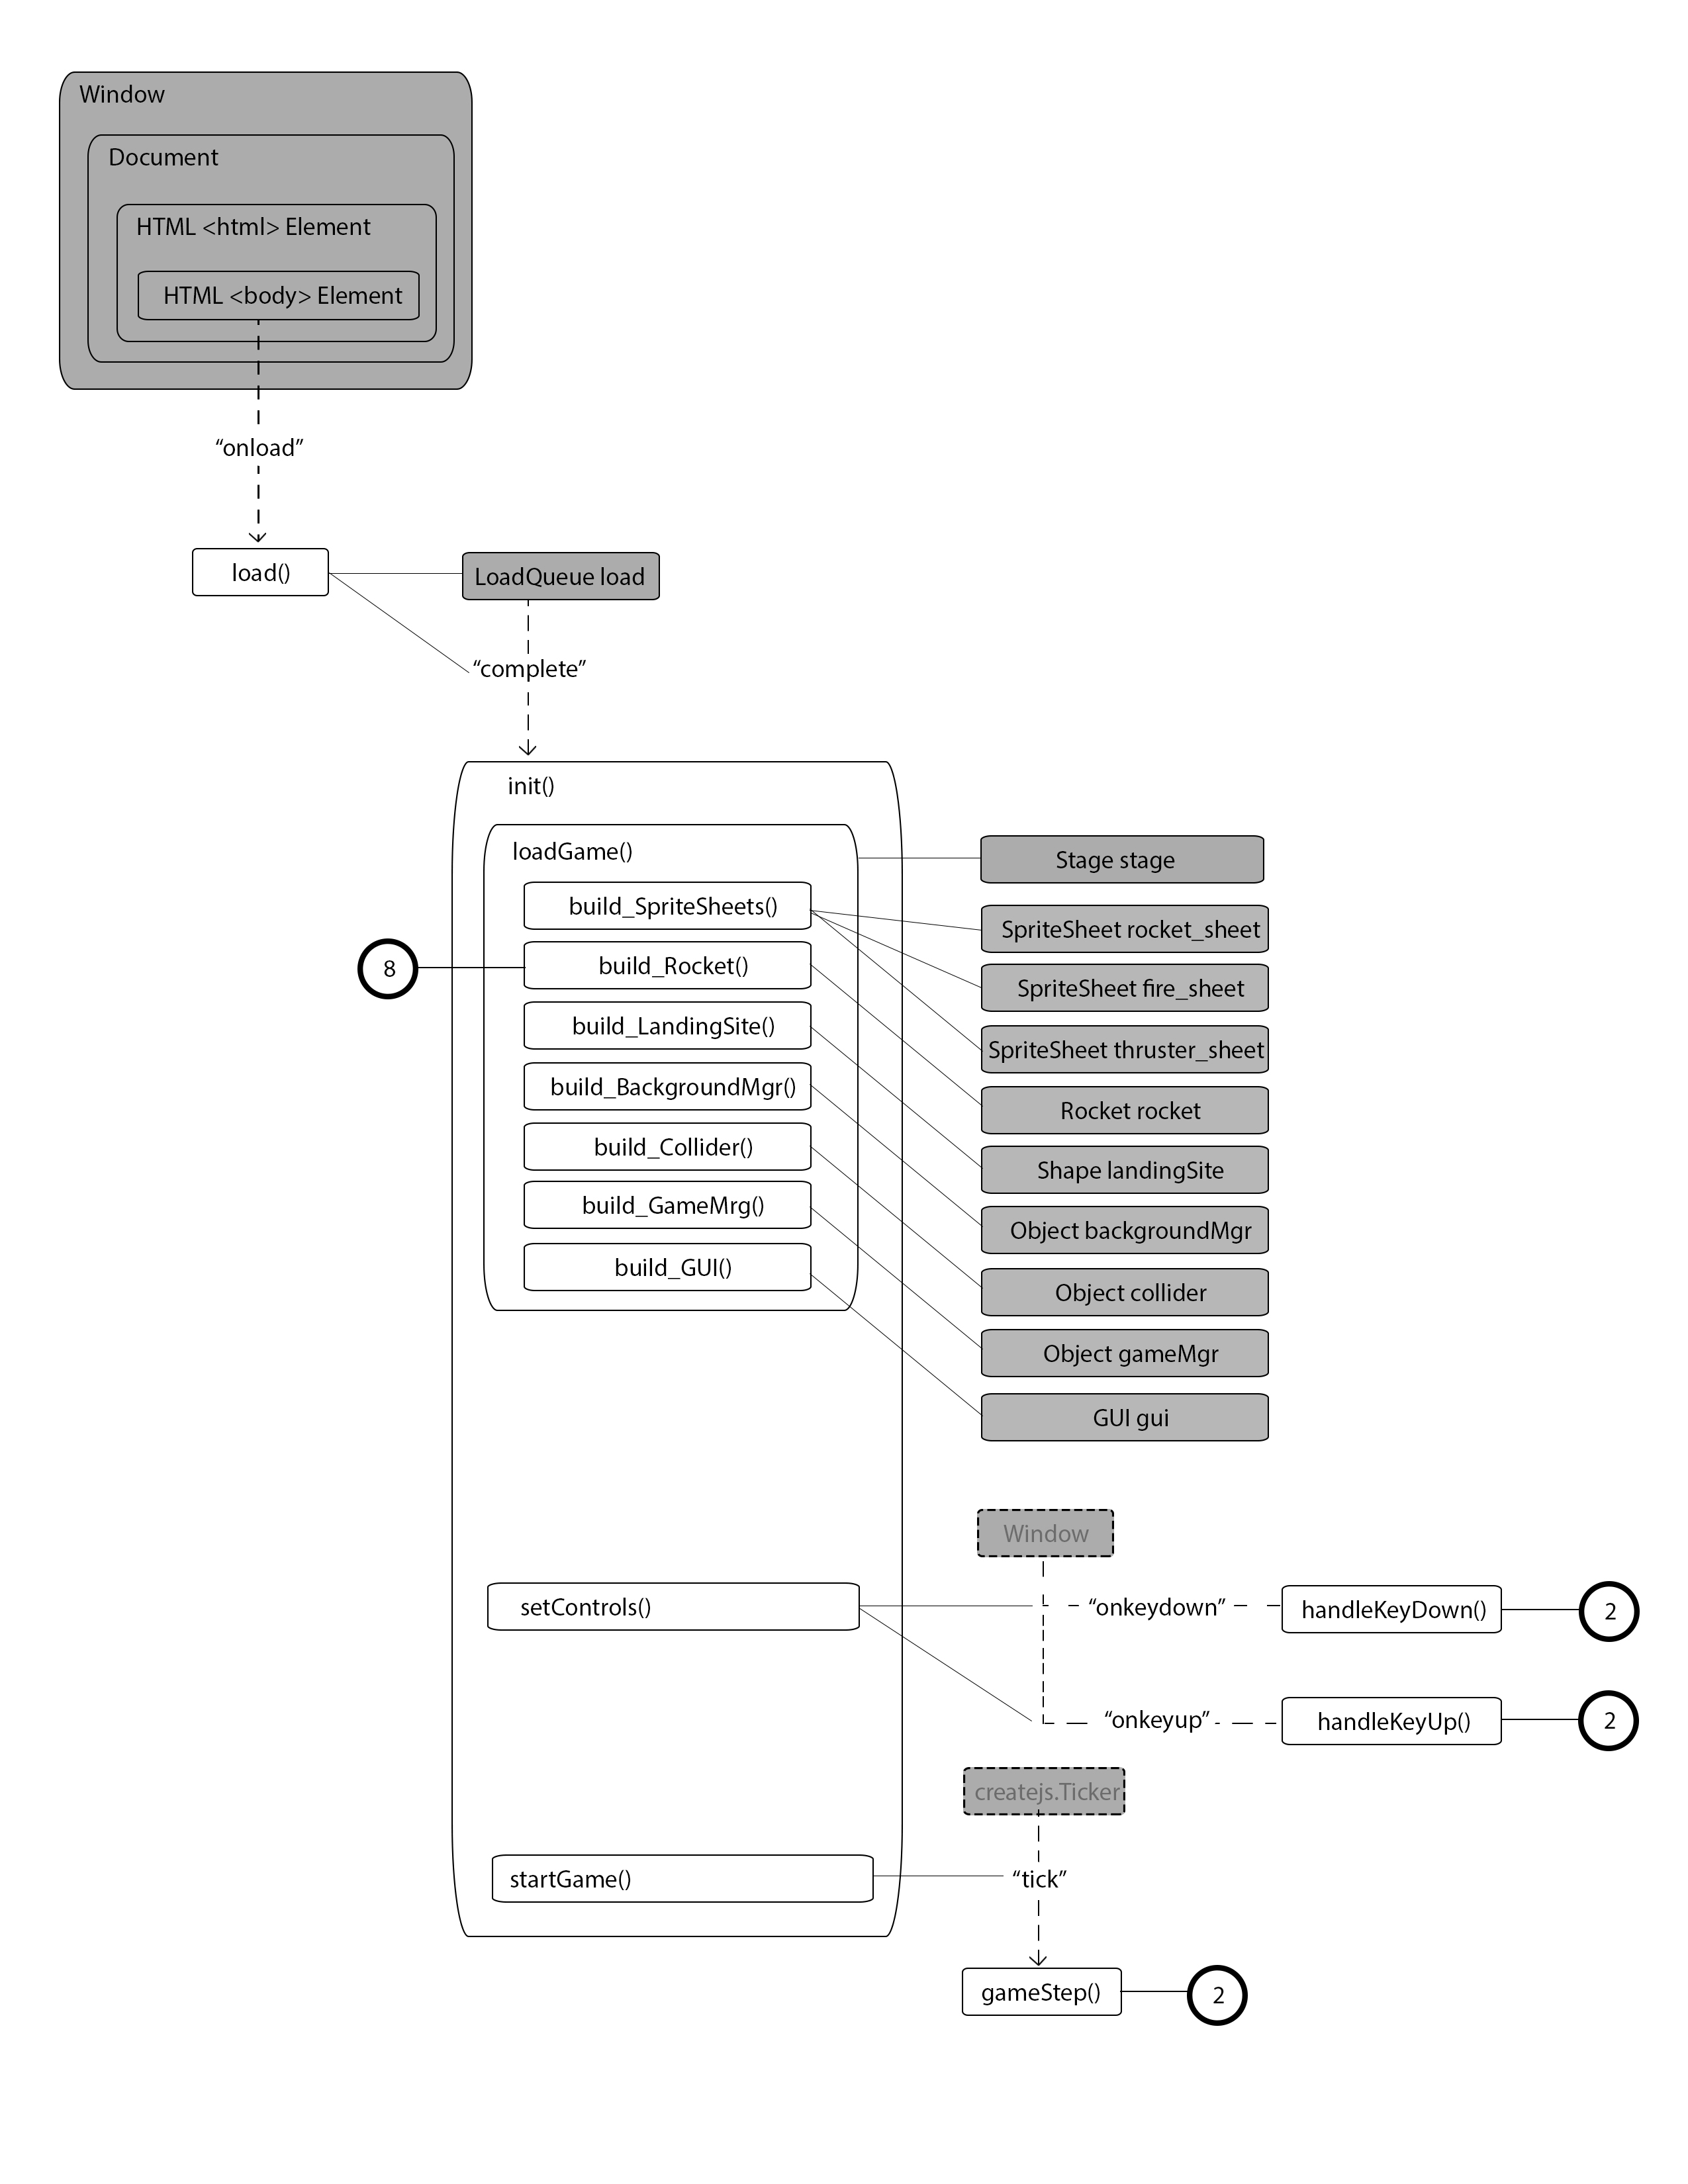 Window
Document
HTML <html> Element
HTML <body> Element
“onload”
load()
LoadQueue load
“complete”
init()
loadGame()
Stage stage
build_SpriteSheets()
SpriteSheet rocket_sheet
8
build_Rocket()
SpriteSheet fire_sheet
build_LandingSite()
SpriteSheet thruster_sheet
build_BackgroundMgr()
Rocket rocket
build_Collider()
Shape landingSite
build_GameMrg()
Object backgroundMgr
build_GUI()
Object collider
Object gameMgr
GUI gui
Window
setControls()
“onkeydown”
handleKeyDown()
2
“onkeyup”
handleKeyUp()
2
createjs.Ticker
startGame()
“tick”
gameStep()
2